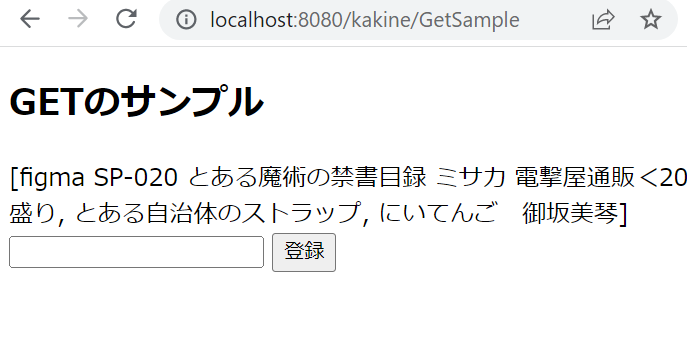 localhost:8080/kakine/GetSample
GETのサンプル
[figma SP-020 とある魔術の禁書目録 ミサカ 電撃屋通販＜20
盛り, とある自治体のストラップ, にいてんご　御坂美琴]
登録